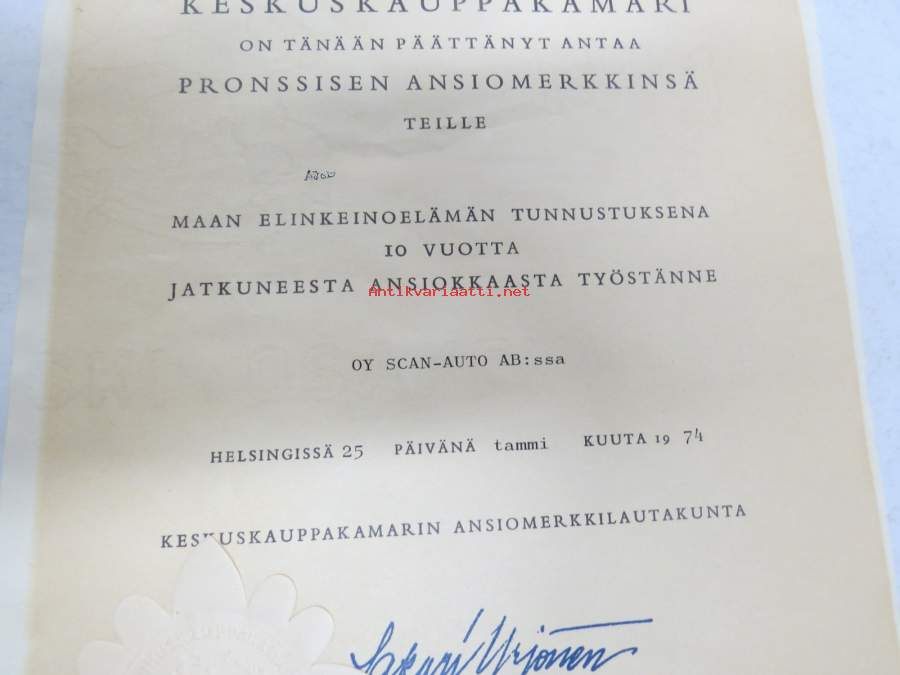 KESKUSKAUPPAKAMARI
ON TÄNÄÄN PÄÄTTÄNYT ANTAA
PRONSSISEN ANSIOMERKKINSÄ
TEILLE
MAAN ELINKEINOELÄMÄN TUNNUSTUKSENA
10 VUOTTA
JATKUNEESTA ANSIOKKAASTA TYÖSTÄNNE
Antikvariaatti.net
OY SCAN-AUTO AB:ssa
HELSINGISSÄ 25 PÄIVÄNÄ tammi KUUTA 19 74
KESKUSKAUPPAKAMARIN ANSIOMERKKILAUTAKUNTA